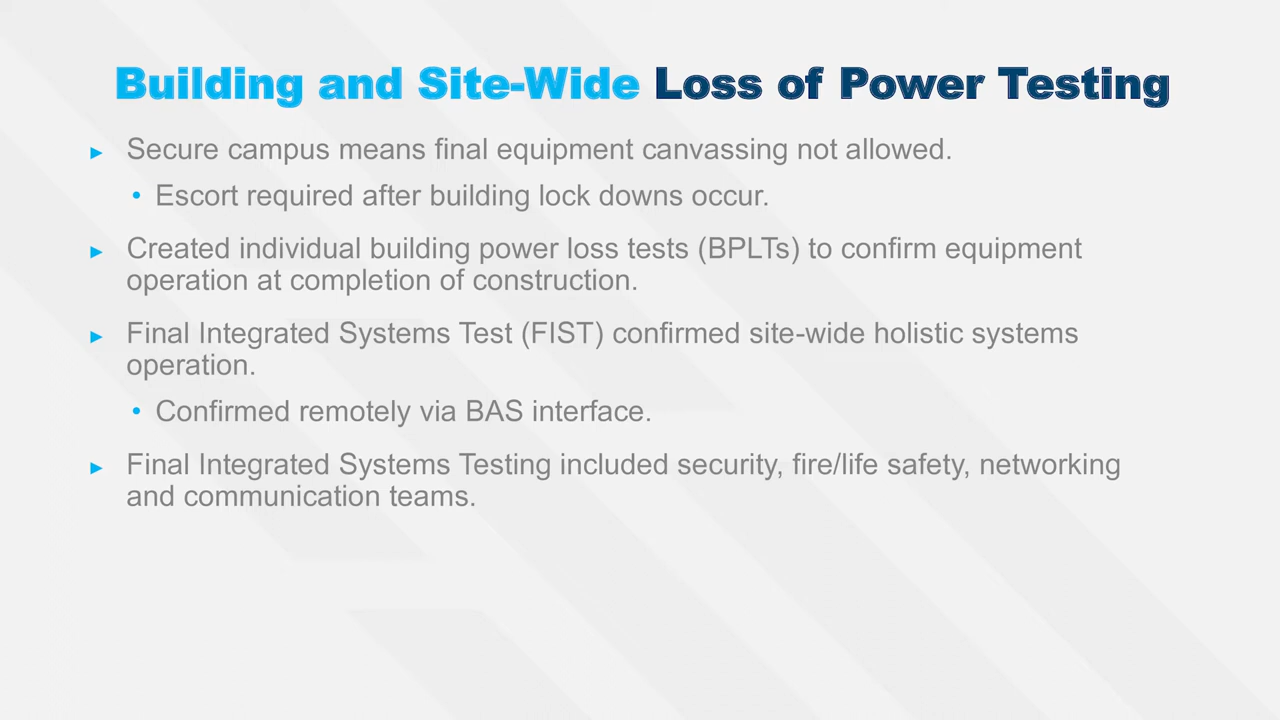 Building and Site-Wide Loss of Power Testing
► Secure campus means final equipment canvassing not allowed.
• Escort required after building lock downs occur.
► Created individual building power loss tests (BPLTs) to confirm equipment
operation at completion of construction.
► Final Integrated Systems Test (FIST) confirmed site-wide holistic systems
operation.
• Confirmed remotely via BAS interface.
► Final Integrated Systems Testing included security, fire/life safety, networking
and communication teams.